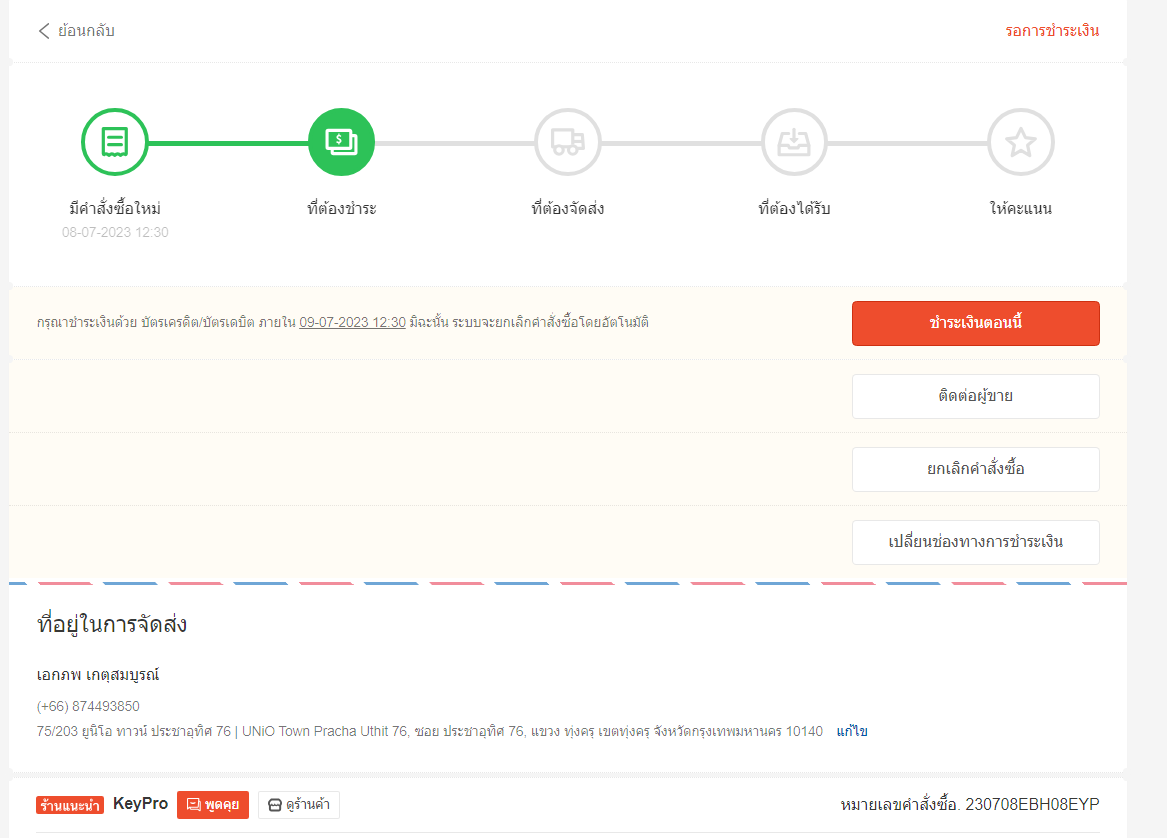 ย้อนกลับ
รอการชำระเงิน
มีคำสั่งซื้อใหม่
08-07-2023 12:30
ที่ต้องชำระ
ที่ต้องจัดส่ง
ที่ต้องได้รับ
ให้คะแนน
กรุณาชำระเงินด้วย บัตรเครดิต/บัตรเดบิต ภายใน 09-07-2023 12:30 มิฉะนั้น ระบบจะยกเลิกคำสั่งซื้อโดยอัตโนมัติ
ชำระเงินตอนนี้
ติดต่อผู้ขาย
ยกเลิกคำสั่งซื้อ
เปลี่ยนช่องทางการชำระเงิน
ที่อยู่ในการจัดส่ง
เอกภพ เกตุสมบูรณ์
(+66) 874493850
75/203 ยูนิโอ ทาวน์ ประชาอุทิศ 76 | UNiO Town Pracha Uthit 76, ซอย ประชาอุทิศ 76, แขวง ทุ่งครุ เขตทุ่งครุ จังหวัดกรุงเทพมหานคร 10140 แก้ไข
ร้านแนะนำ KeyPro พูดคุย ดูร้านค้า
หมายเลขคำสั่งซื้อ. 230708EBH08EYP